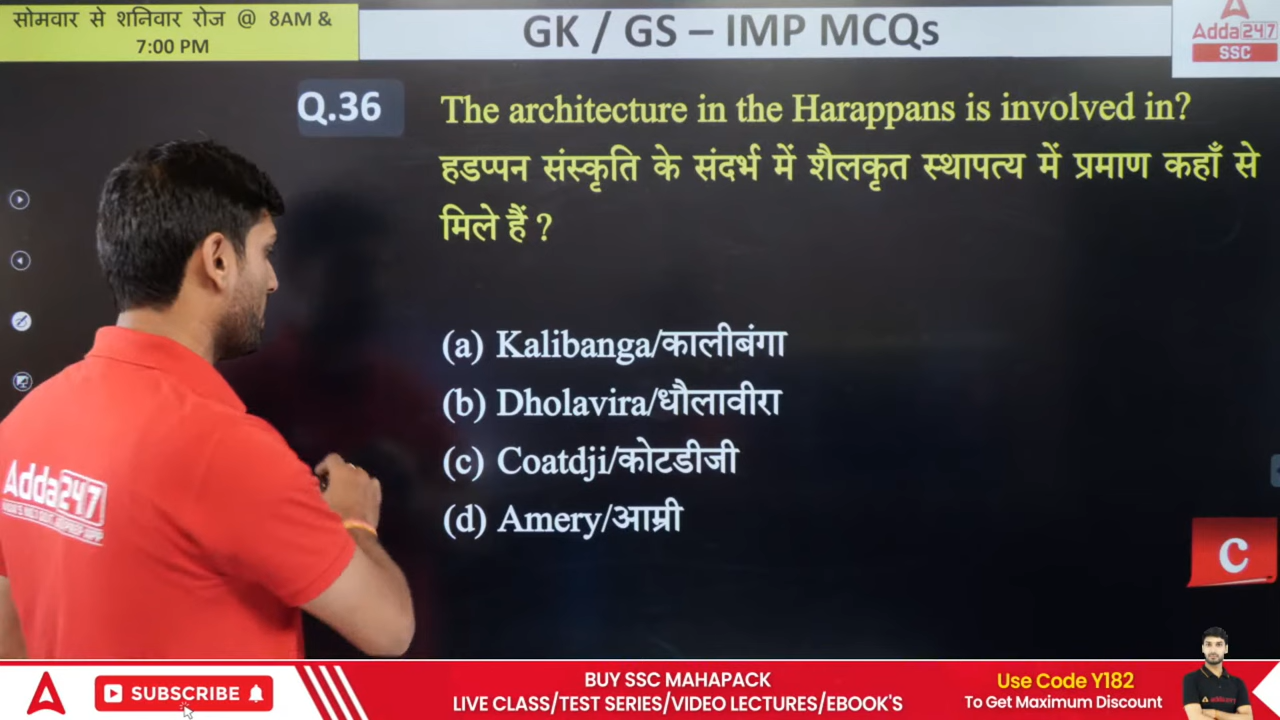 सोमवार से शनिवार रोज @ 8AM &
7:00 PM
GK / GS – IMP MCQs
Adda247
SSC
Q.36
The architecture in the Harappans is involved in?
हडप्पन संस्कृति के संदर्भ में शैलकृत स्थापत्य में प्रमाण कहाँ से
मिले हैं ?
(a) Kalibanga/कालीबंगा
(b) Dholavira/धौलावीरा
(c) Coatdji/कोटडीजी
(d) Amery/आम्री
Adda247
C
SUBSCRIBE
BUY SSC MAHAPACK
LIVE CLASS/TEST SERIES/VIDEO LECTURES/EBOOK'S
Use Code Y182
To Get Maximum Discount